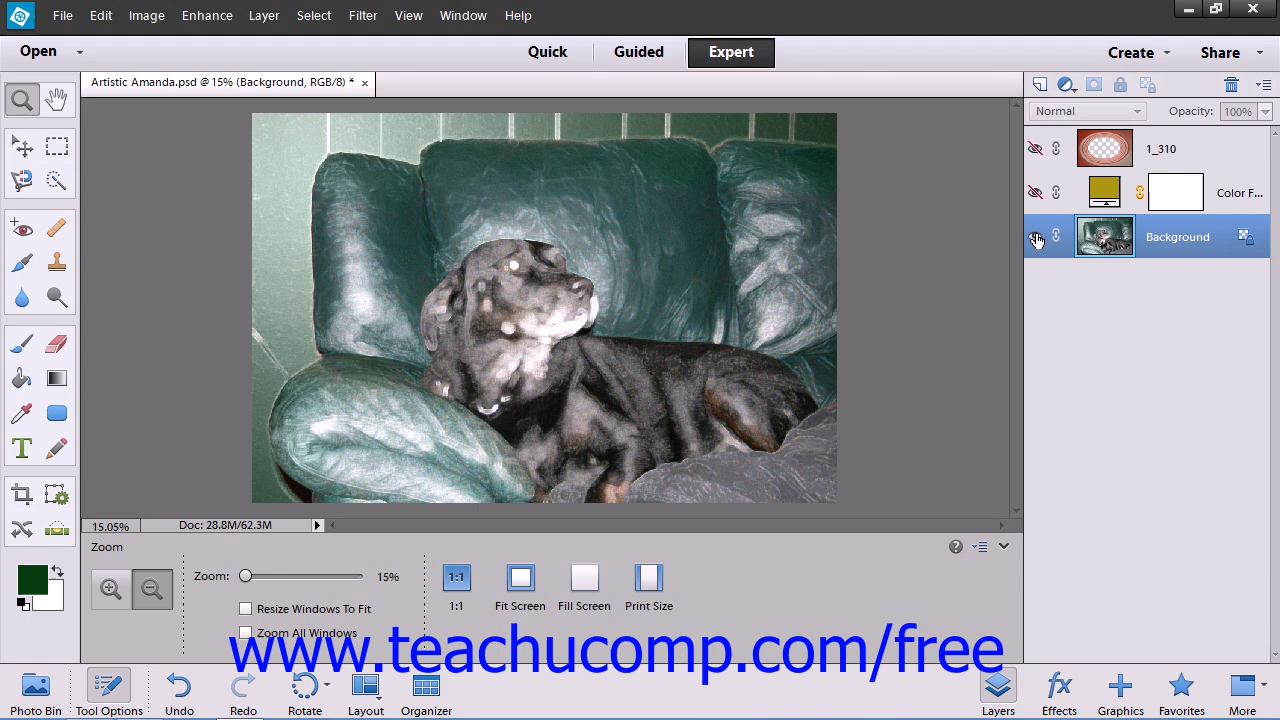 File Edit Image Enhance Layer Select Filter View Window Help
Open Quick Guided Expert Create Share
Artistic Amanda.psd @ 15% (Background, RGB/8) * ×
Normal Opacity: 100%
1_310
Color F...
Background
15.05% Doc: 28.8M/62.3M
Zoom
Zoom: 15%
1:1
1:1 Fit Screen Fill Screen Print Size
Resize Windows To Fit
Zoom All Windows
www.teachucomp.com/free
Photo Bin Tool Options Undo Redo Rotate Layout Organizer Layers Effects Graphics Favorites More